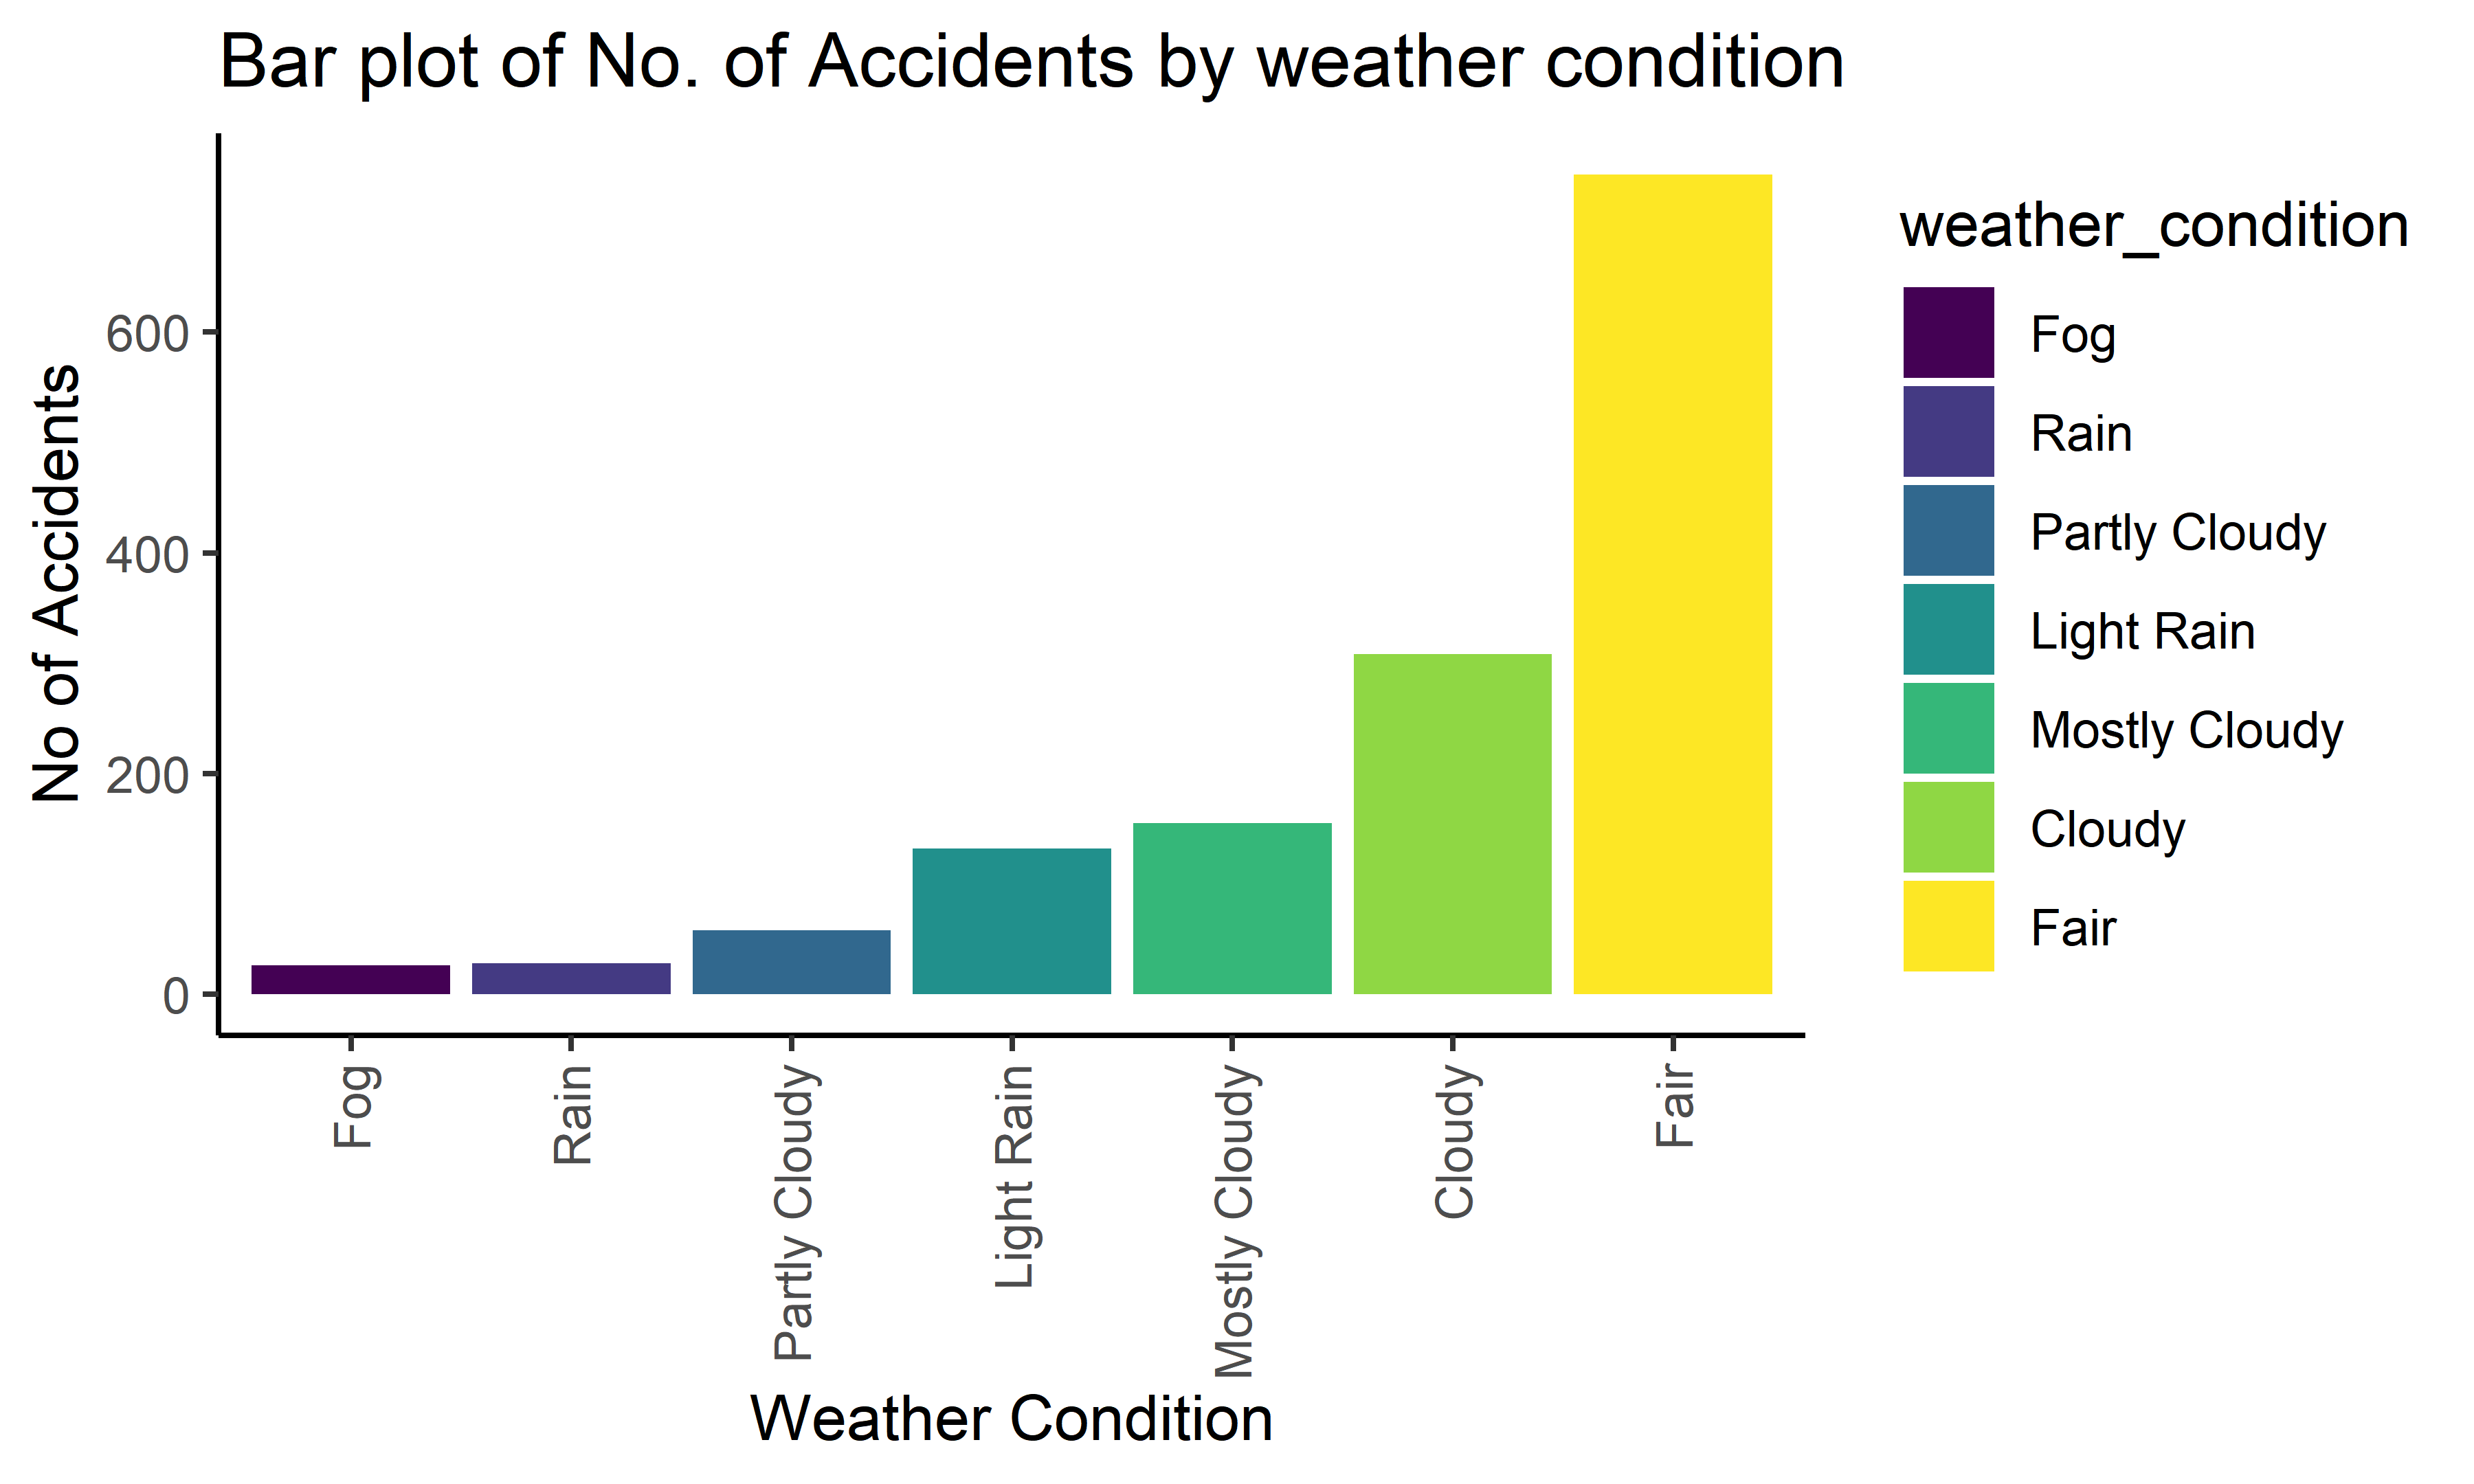 Bar plot of No. of Accidents by weather condition
No of Accidents
600
400
200
0
Fog
Rain
Partly Cloudy
Light Rain
Mostly Cloudy
Cloudy
Fair
Weather Condition
weather_condition
Fog
Rain
Partly Cloudy
Light Rain
Mostly Cloudy
Cloudy
Fair